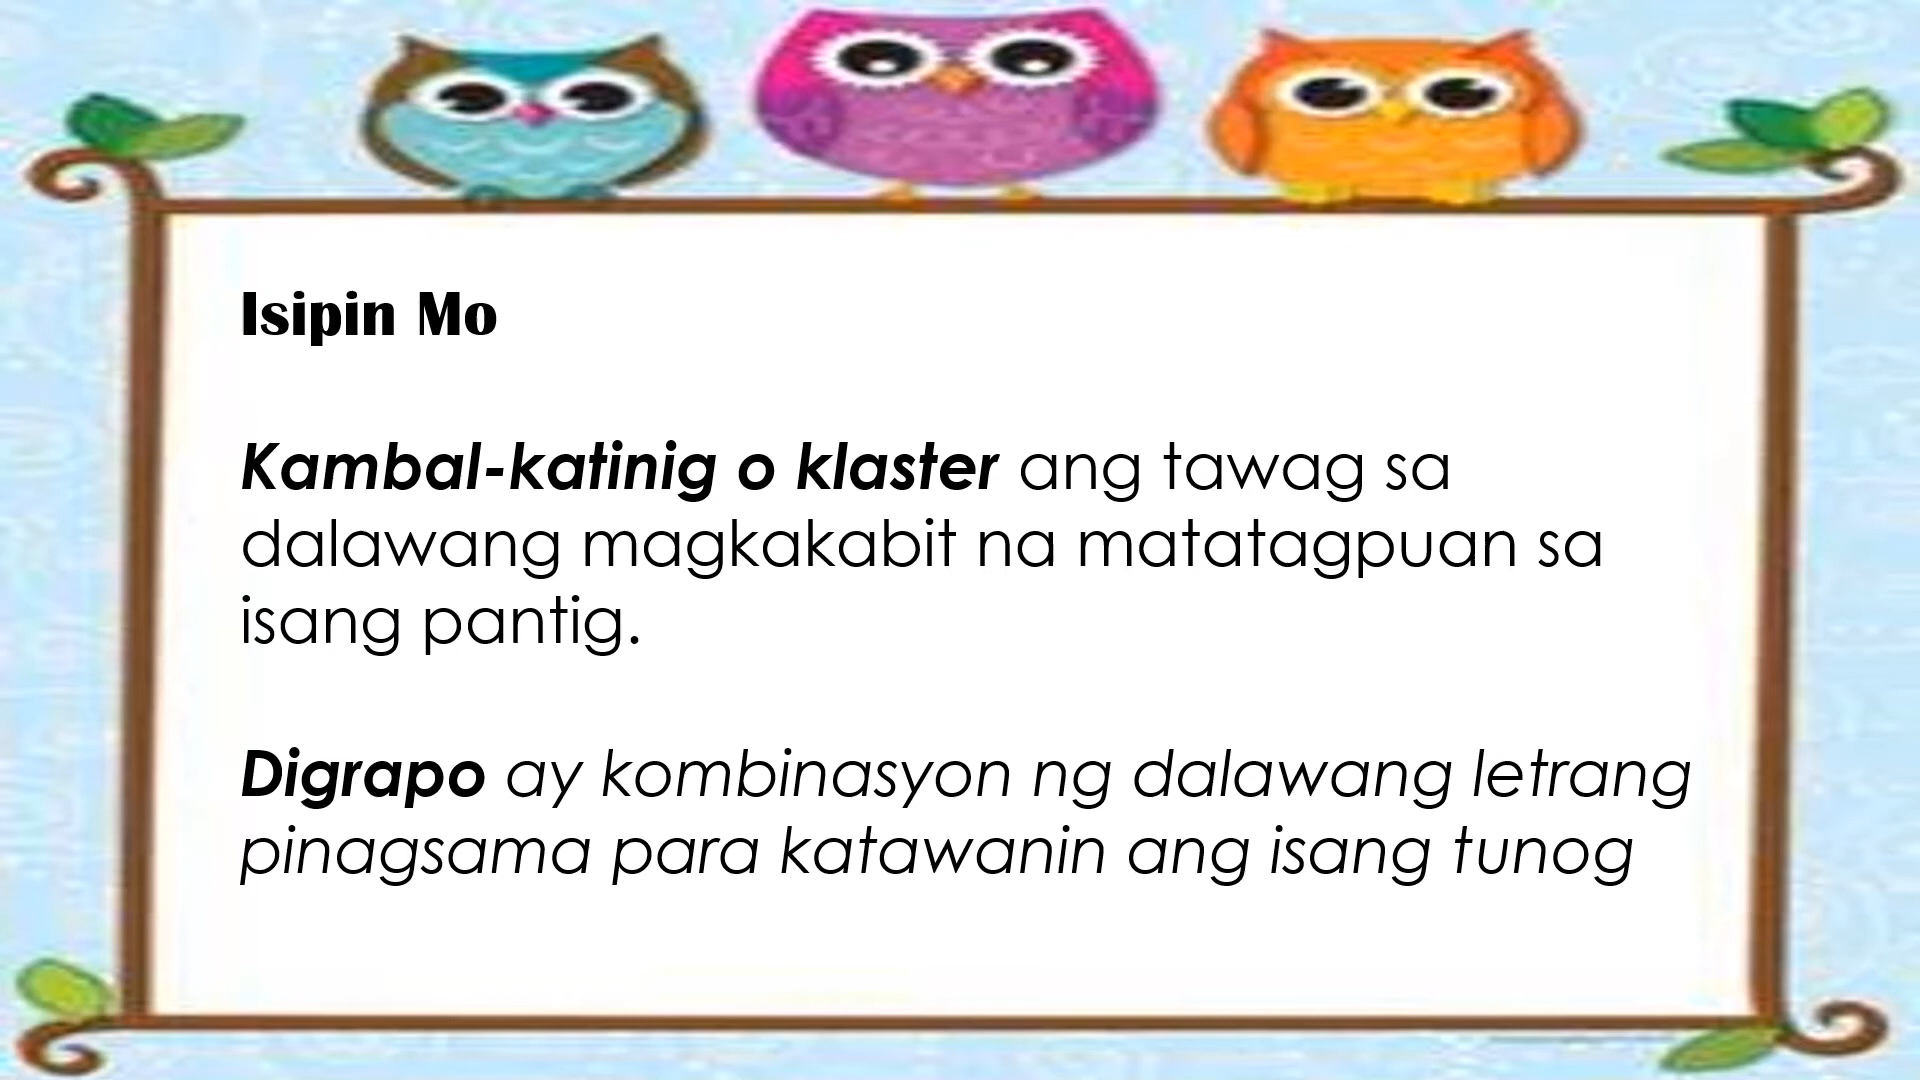 Isipin Mo
Kambal-katinig o klaster ang tawag sa
dalawang magkakabit na matatagpuan sa
isang pantig.
Digrapo ay kombinasyon ng dalawang letrang
pinagsama para katawanin ang isang tunog